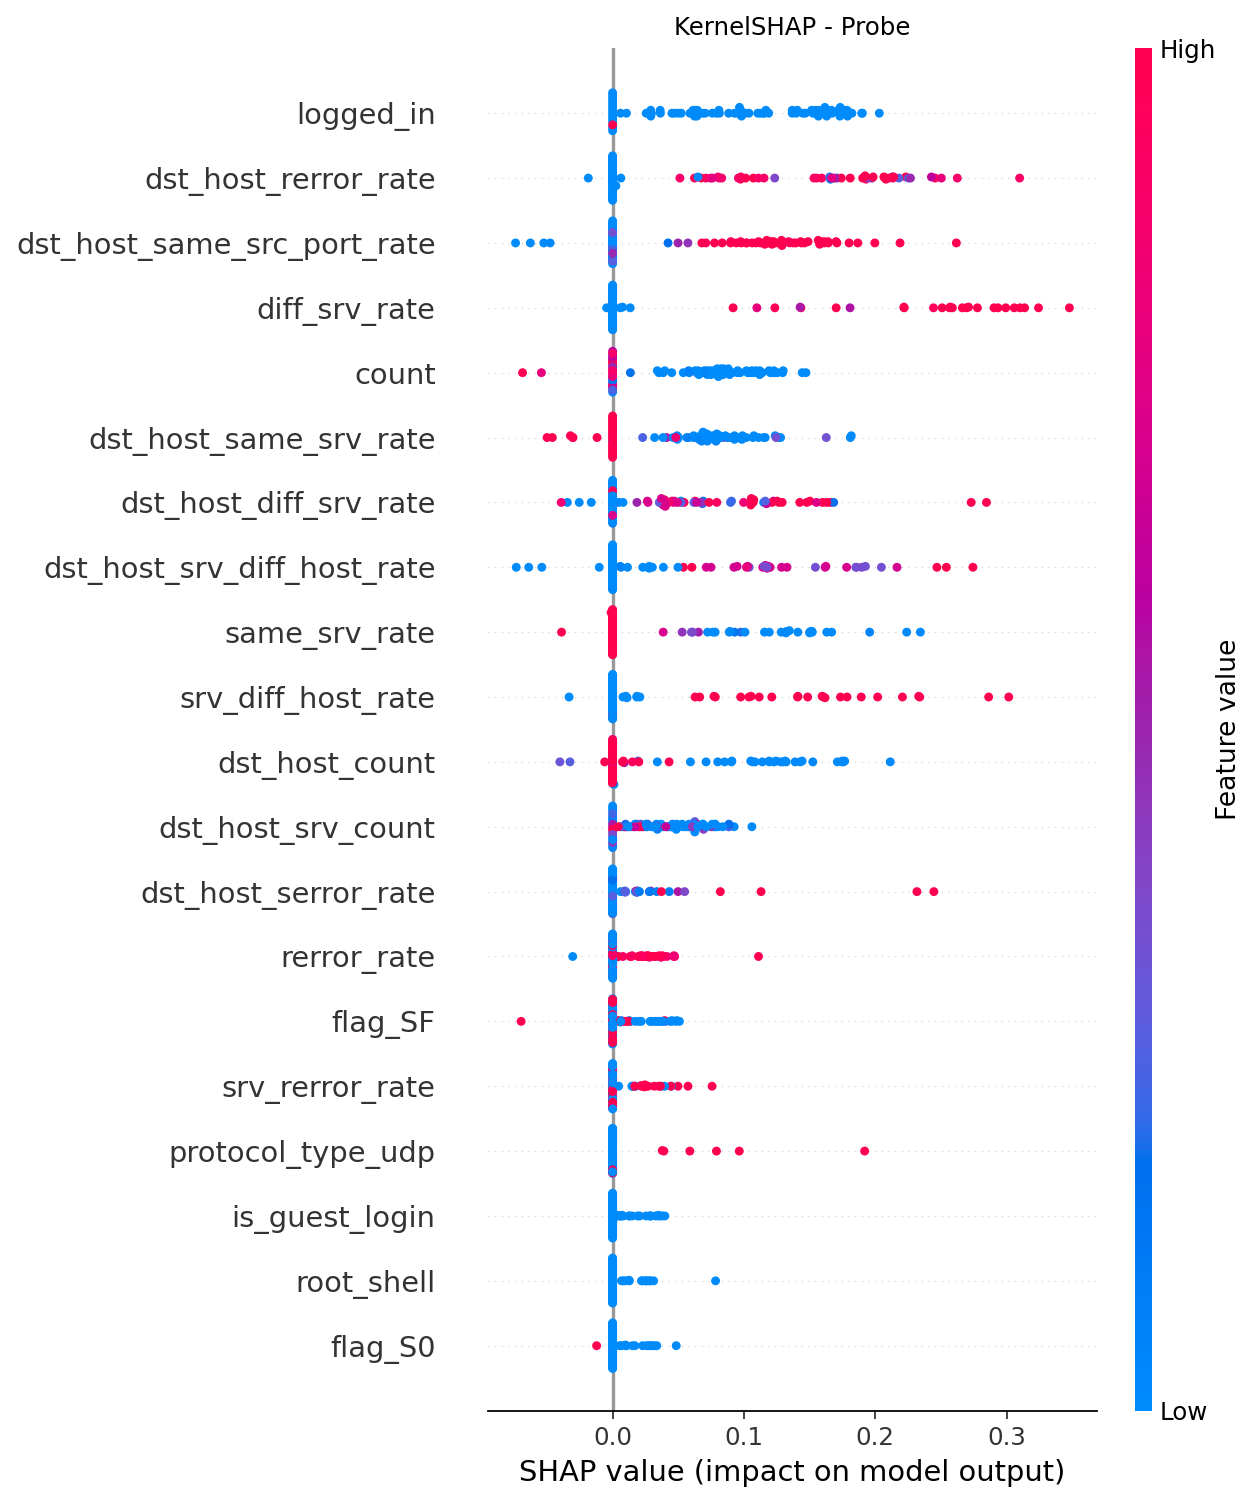 KernelSHAP - Probe
High
logged_in
dst_host_rerror_rate
dst_host_same_src_port_rate
diff_srv_rate
count
dst_host_same_srv_rate
dst_host_diff_srv_rate
dst_host_srv_diff_host_rate
same_srv_rate
srv_diff_host_rate
dst_host_count
dst_host_srv_count
dst_host_serror_rate
rerror_rate
flag_SF
srv_rerror_rate
protocol_type_udp
is_guest_login
root_shell
flag_S0
Feature value
Low
0.0 0.1 0.2 0.3
SHAP value (impact on model output)